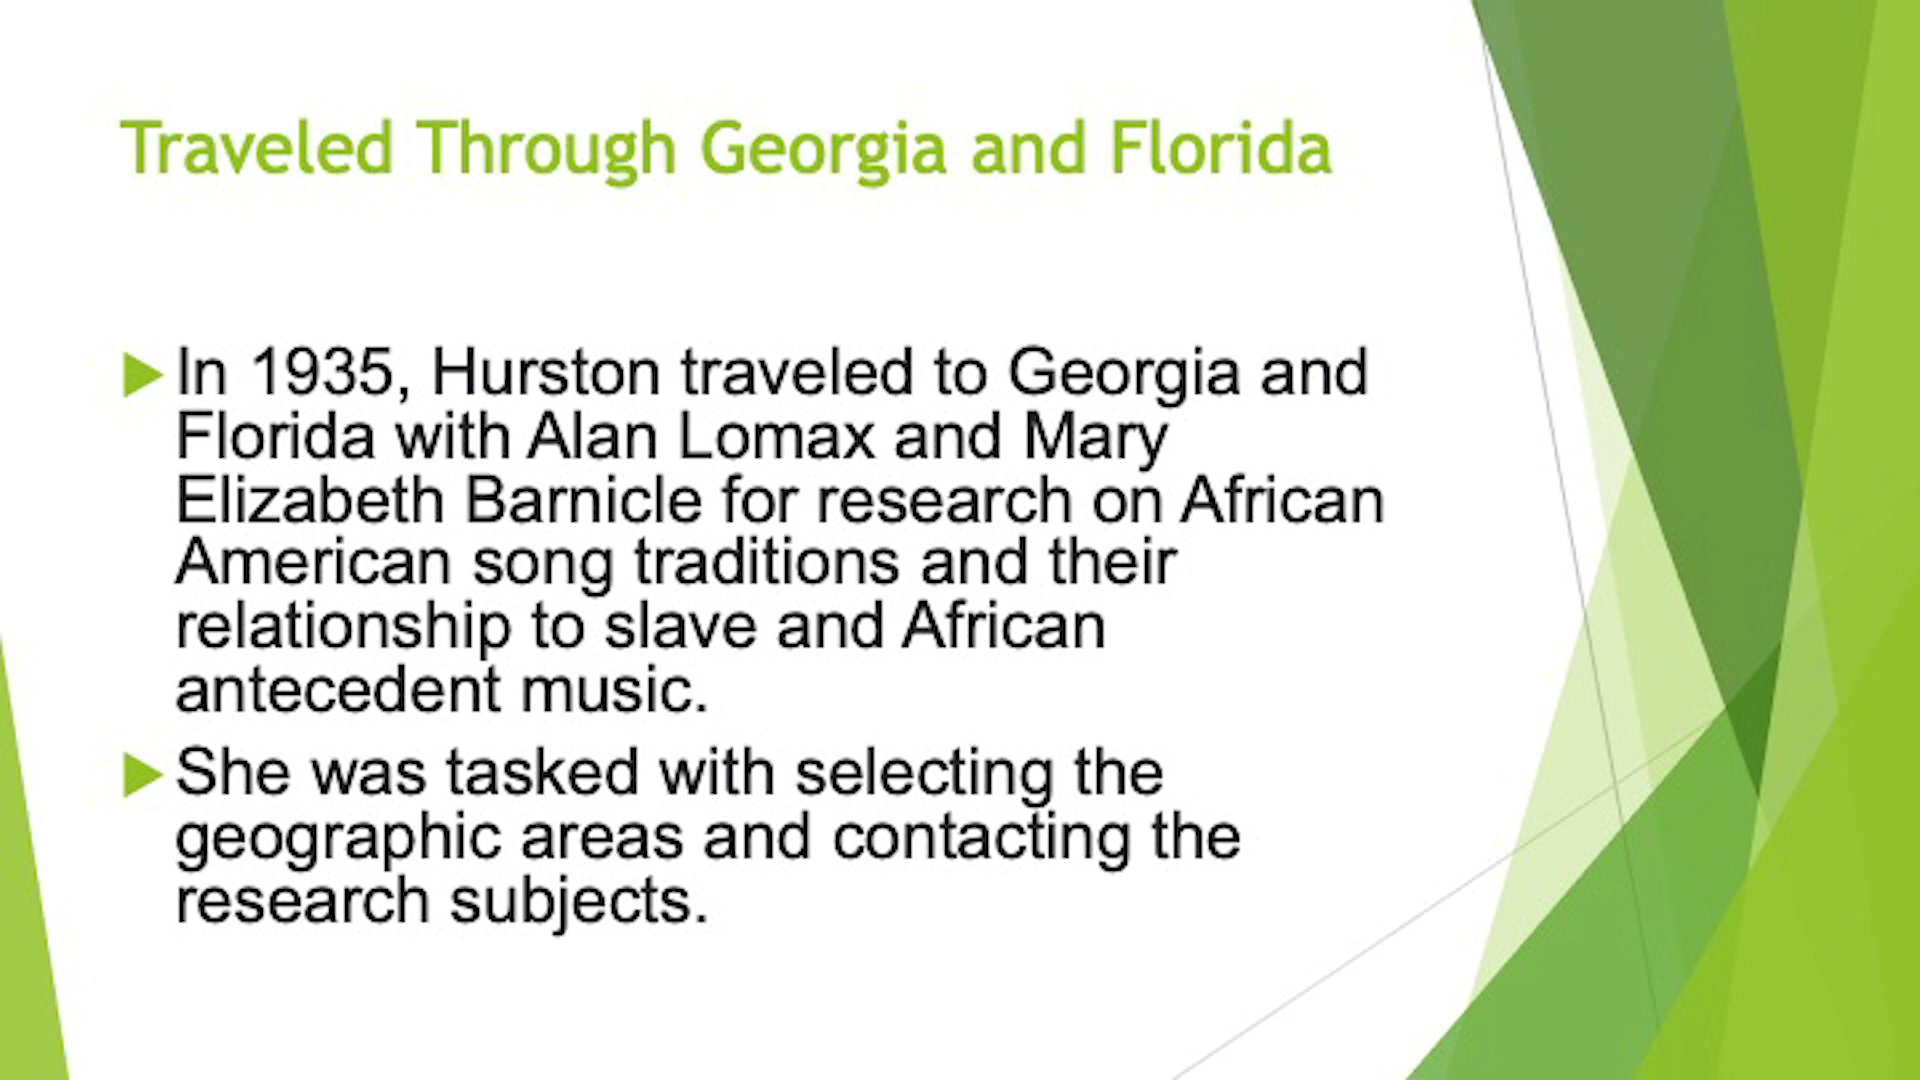 Traveled Through Georgia and Florida
In 1935, Hurston traveled to Georgia and
Florida with Alan Lomax and Mary
Elizabeth Barnicle for research on African
American song traditions and their
relationship to slave and African
antecedent music.
She was tasked with selecting the
geographic areas and contacting the
research subjects.